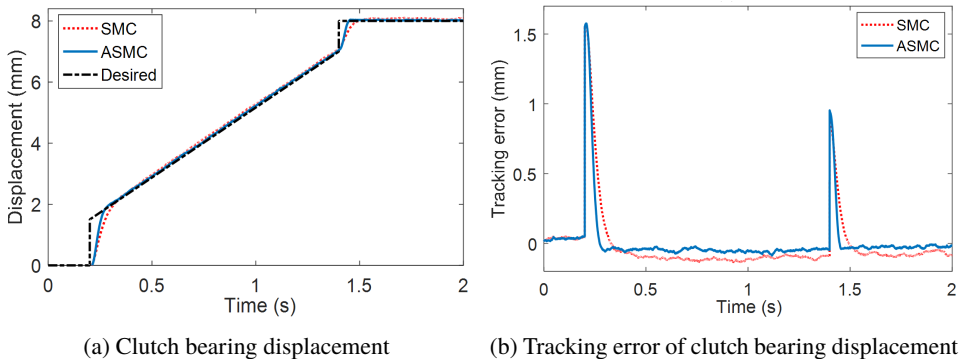 SMC
ASMC
Desired
Displacement (mm)
8
6
4
2
0
0
0.5
1
1.5
2
Time (s)
(a) Clutch bearing displacement
SMC
ASMC
Tracking error (mm)
1.5
1
0.5
0
0
0.5
1
1.5
2
Time (s)
(b) Tracking error of clutch bearing displacement